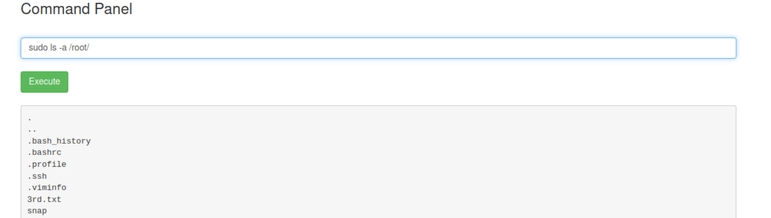 Command Panel
sudo ls -a /root/
Execute
.
..
.bash_history
.bashrc
.profile
.ssh
.viminfo
3rd.txt
snap